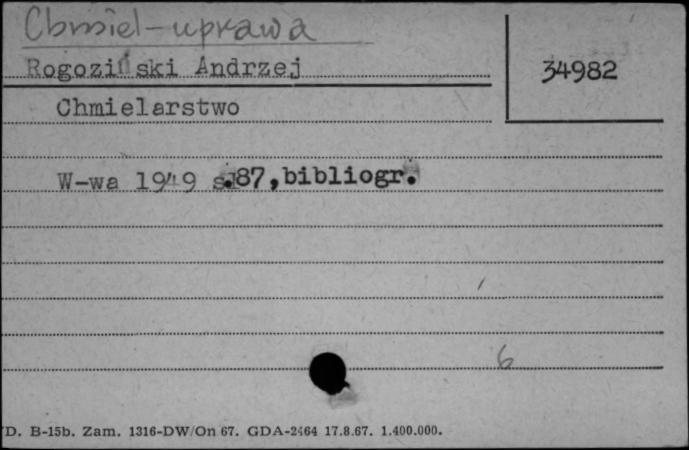 Chmiel-uprawa
Rogoziński Andrzej
34982
Chmielarstwo
W-wa 1949 s.87,bibliogr.
6
D. B-15b. Zam. 1316-DW/On 67. GDA-2464 17.8.67. 1.400.000.